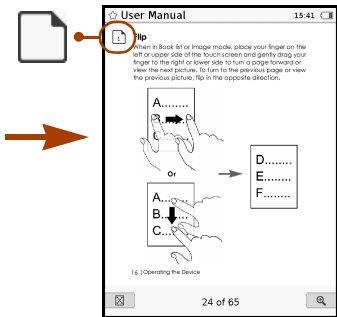 User Manual 15:41
1
Flip
When in Book list or Image mode, place your finger on the
left or upper side of the touch screen and gently drag your
finger to the right or lower side to turn a page forward or
view the next picture. To turn to the previous page or view
the previous picture, flip in the opposite direction.
A........
C
Or
A........
B........
C........
D........
E........
F........
16 | Operating the Device
24 of 65